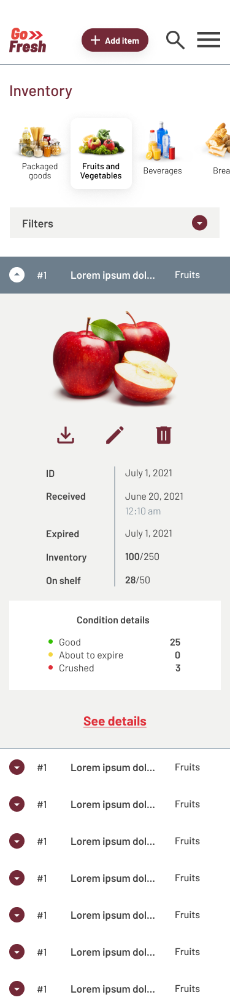 Go
Fresh
Add item
Inventory
Packaged
goods
Fruits and
Vegetables
Beverages
Brea
Filters
#1 Lorem ipsum dol... Fruits
ID July 1, 2021
Received June 20, 2021
12:10 am
Expired July 1, 2021
Inventory 100/250
On shelf 28/50
Condition details
Good 25
About to expire 0
Crushed 3
See details
#1 Lorem ipsum dol... Fruits
#1 Lorem ipsum dol... Fruits
#1 Lorem ipsum dol... Fruits
#1 Lorem ipsum dol... Fruits
#1 Lorem ipsum dol... Fruits
#1 Lorem ipsum dol... Fruits
#1 Lorem ipsum dol... Fruits